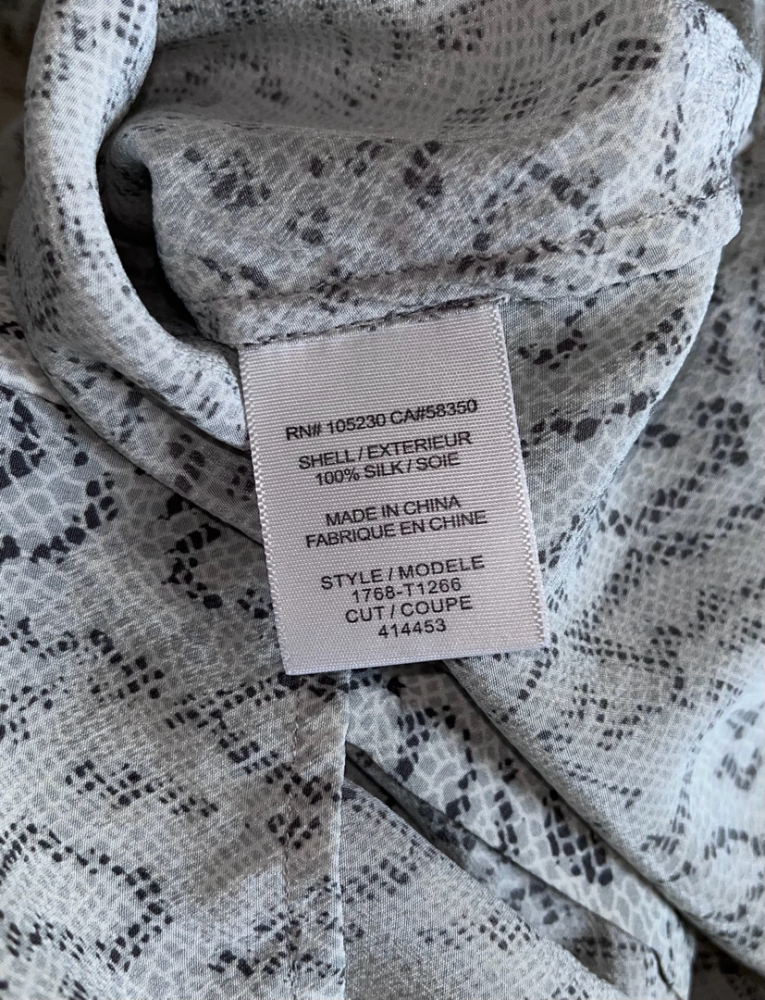 RN# 105230 CA#58350
SHELL / EXTERIEUR
100% SILK / SOIE
MADE IN CHINA
FABRIQUE EN CHINE
STYLE / MODELE
1768-T1266
CUT / COUPE
414453